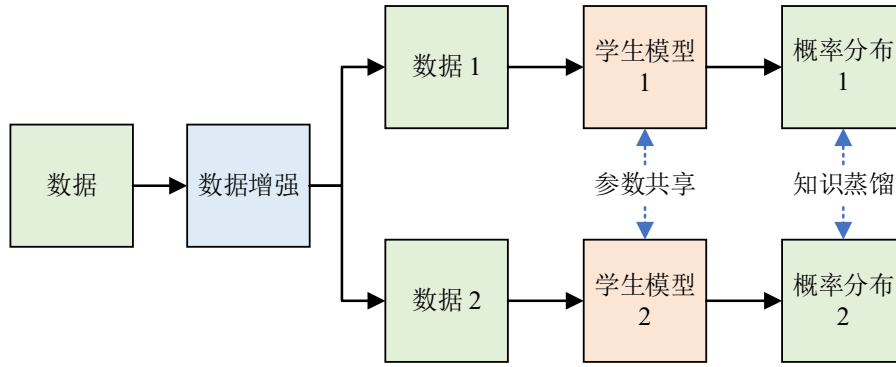 数据
数据增强
数据 1
学生模型
1
概率分布
1
参数共享
知识蒸馏
数据 2
学生模型
2
概率分布
2